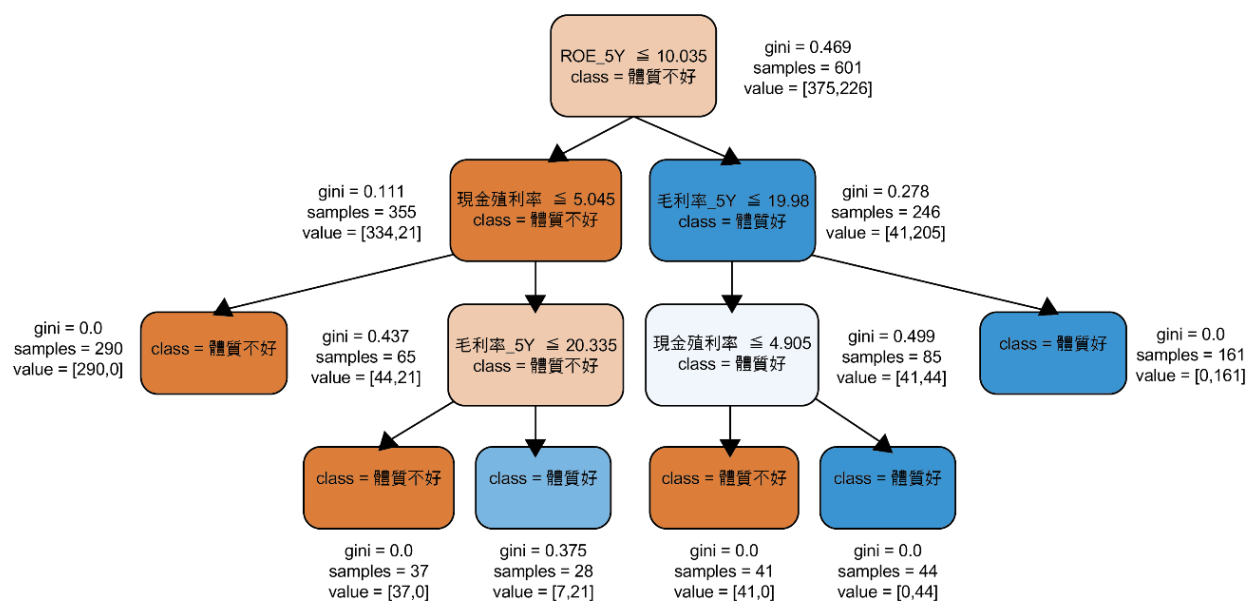 ROE_5Y ≦ 10.035
class = 體質不好
gini = 0.469
samples = 601
value = [375,226]
gini = 0.111
samples = 355
value = [334,21]
現金殖利率 ≦ 5.045
class = 體質不好
毛利率_5Y ≦ 19.98
class = 體質好
gini = 0.278
samples = 246
value = [41,205]
gini = 0.0
samples = 290
value = [290,0]
class = 體質不好
gini = 0.437
samples = 65
value = [44,21]
毛利率_5Y ≦ 20.335
class = 體質不好
現金殖利率 ≦ 4.905
class = 體質好
gini = 0.499
samples = 85
value = [41,44]
class = 體質好
gini = 0.0
samples = 161
value = [0,161]
class = 體質不好
class = 體質好
class = 體質不好
class = 體質好
gini = 0.0
samples = 37
value = [37,0]
gini = 0.375
samples = 28
value = [7,21]
gini = 0.0
samples = 41
value = [41,0]
gini = 0.0
samples = 44
value = [0,44]